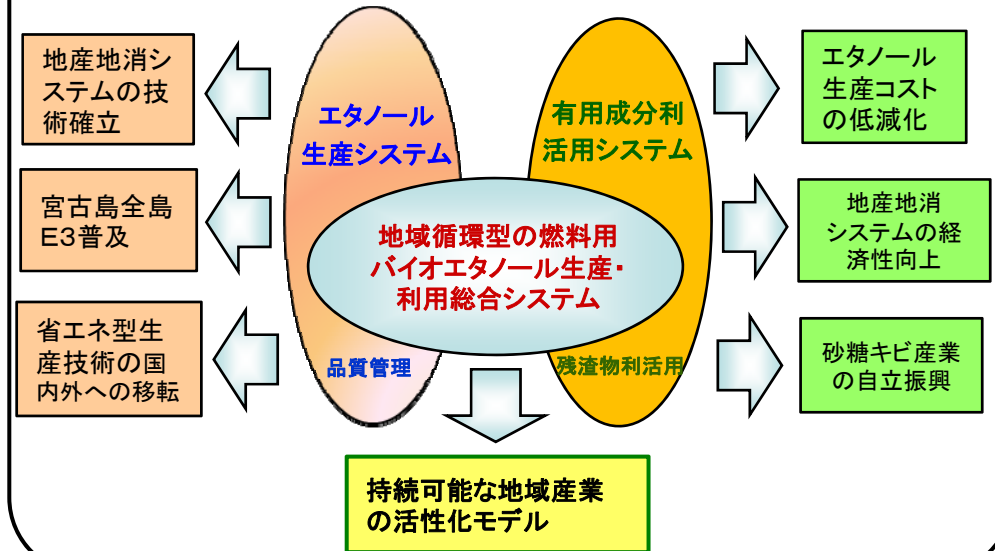 地産地消シ
ステムの技
術確立
宮古島全島
E3普及
省エネ型生
産技術の国
内外への移転
エタノール
生産システム
品質管理
有用成分利
活用システム
残渣物利活用
地域循環型の燃料用
バイオエタノール生産・
利用総合システム
エタノール
生産コスト
の低減化
地産地消
システムの経
済性向上
砂糖キビ産業
の自立振興
持続可能な地域産業
の活性化モデル